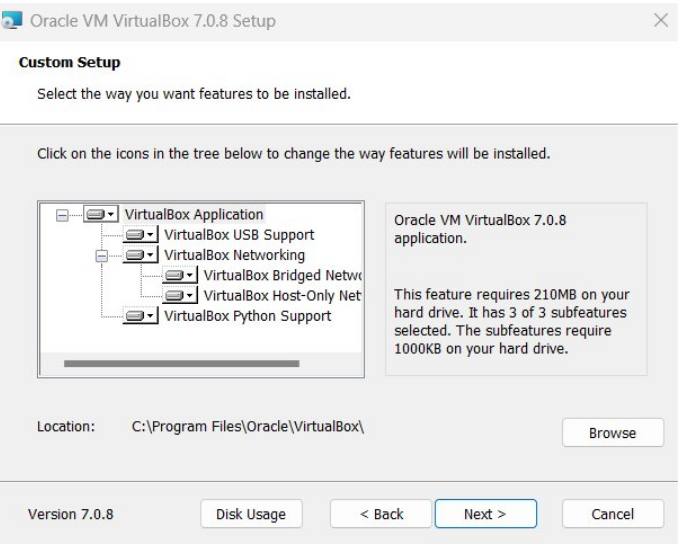 Oracle VM VirtualBox 7.0.8 Setup
Custom Setup
Select the way you want features to be installed.
Click on the icons in the tree below to change the way features will be installed.
VirtualBox Application
VirtualBox USB Support
VirtualBox Networking
VirtualBox Bridged Netwo
VirtualBox Host-Only Net
VirtualBox Python Support
Oracle VM VirtualBox 7.0.8
application.
This feature requires 210MB on your
hard drive. It has 3 of 3 subfeatures
selected. The subfeatures require
1000KB on your hard drive.
Location: C:\Program Files\Oracle\VirtualBox\
Browse
Version 7.0.8
Disk Usage
< Back
Next >
Cancel